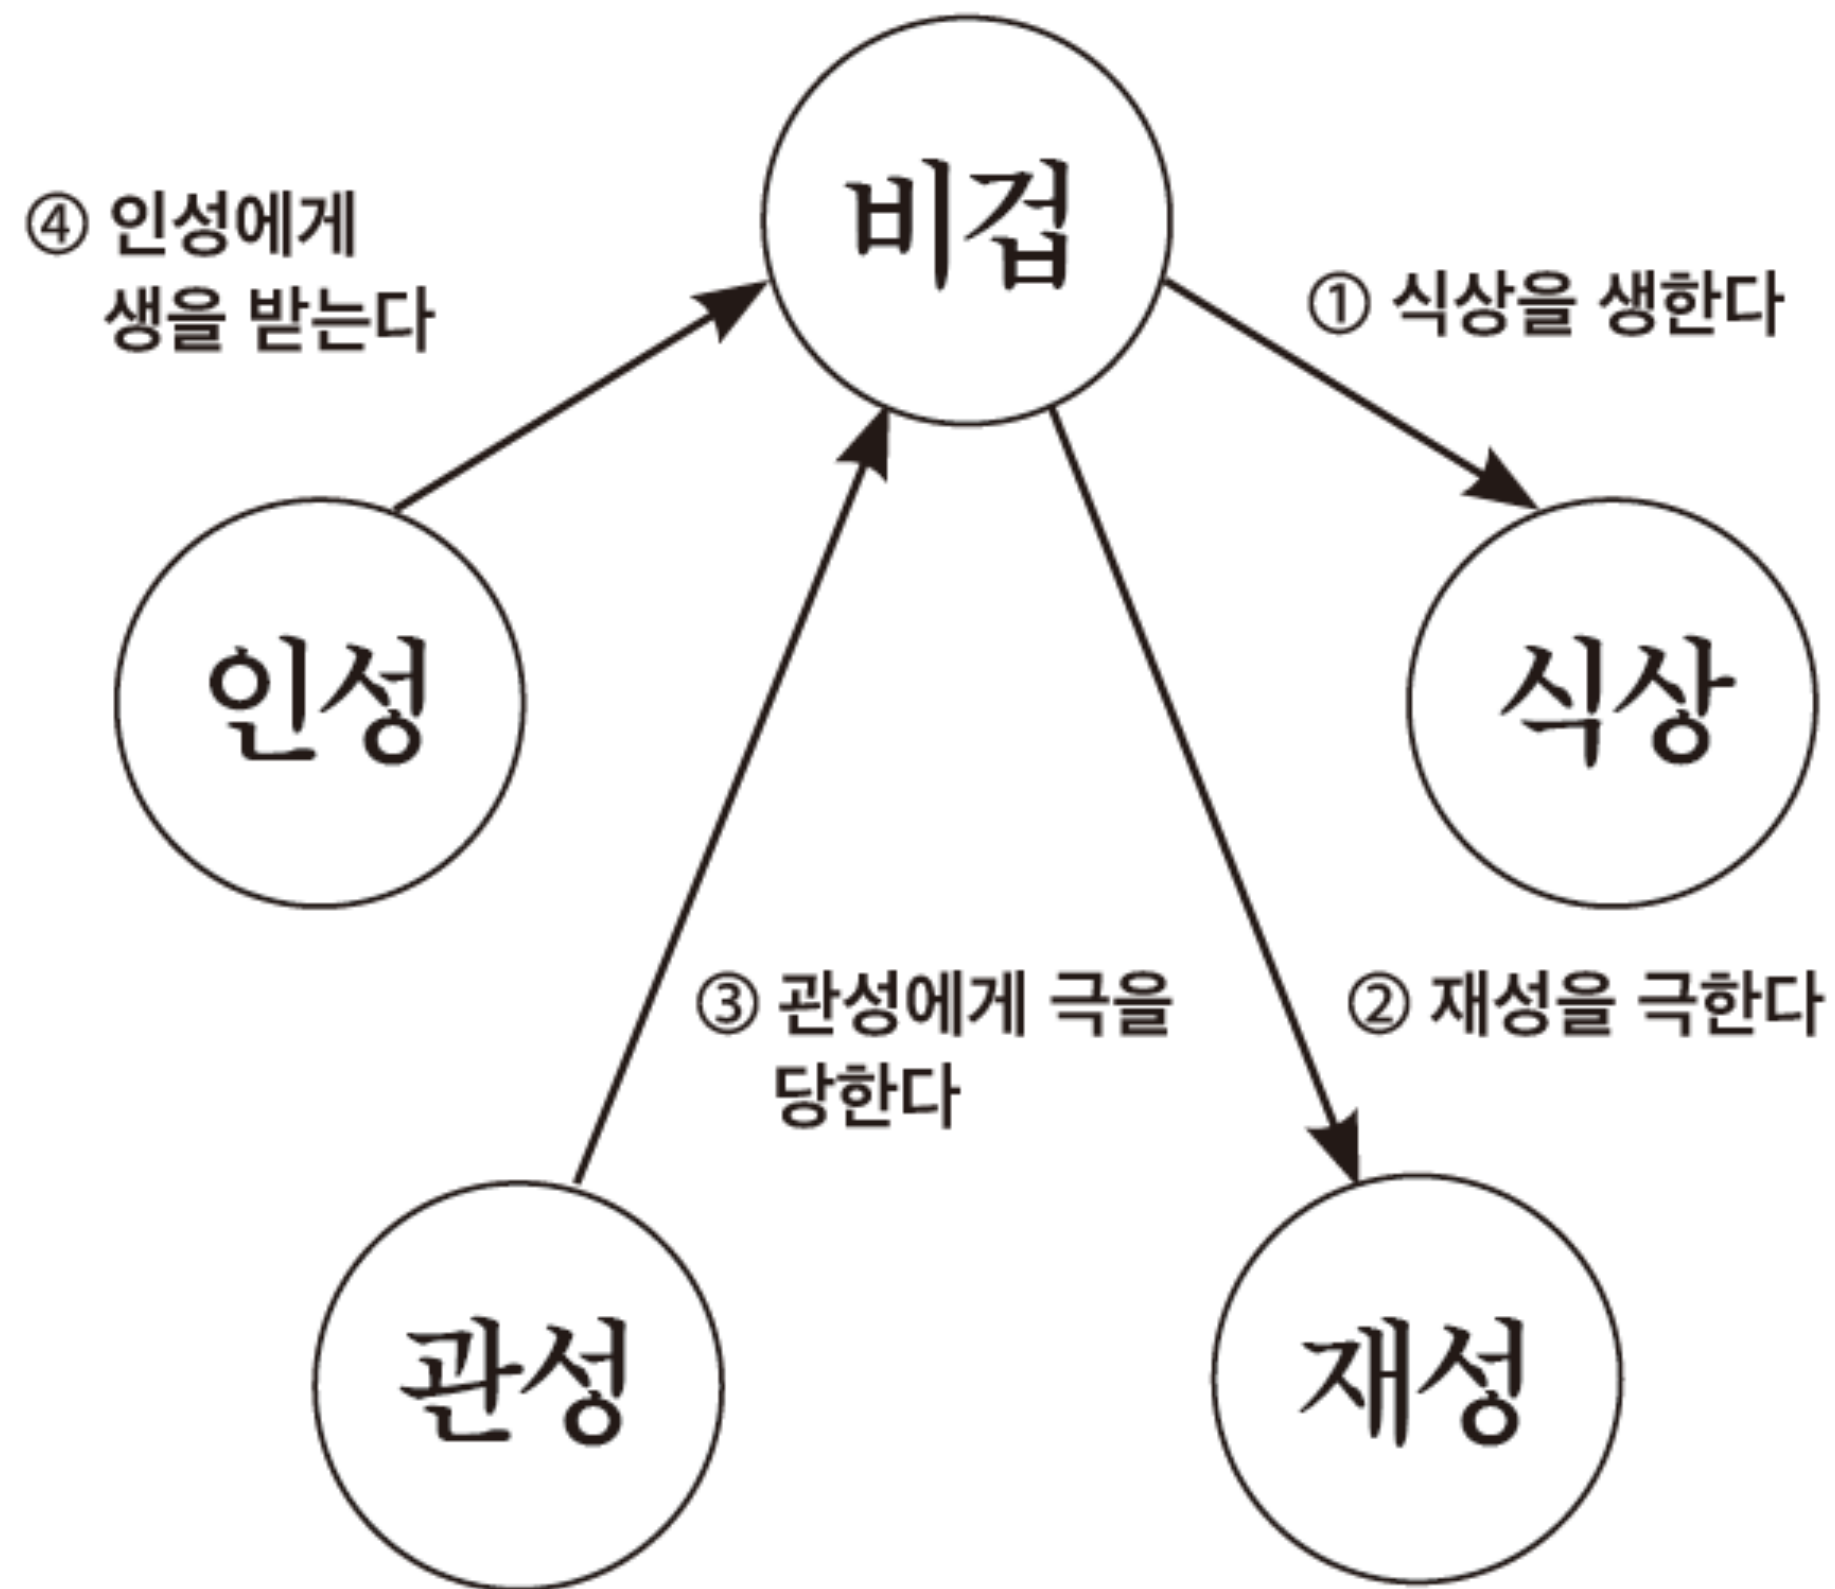 비겁
④ 인성에게
생을 받는다
① 식상을 생한다
인성
식상
③ 관성에게 극을
당한다
② 재성을 극한다
관성
재성